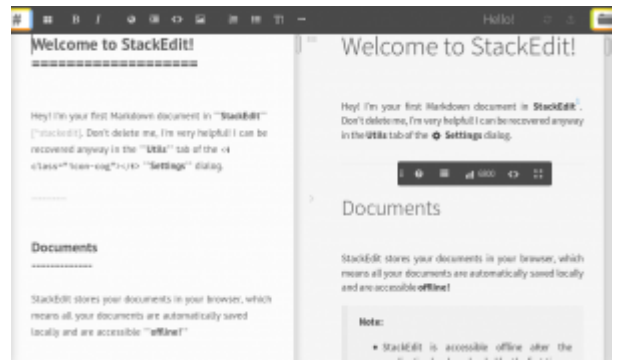 #
Hello!
Welcome to StackEdit!
===================
Hey! I'm your first Markdown document in **StackEdit**
[^stackedit]. Don't delete me, I'm very helpful! I can be
recovered anyway in the **Utils** tab of the <i
class="icon-cog"></i> **Settings** dialog.
----------
Documents
-------------
StackEdit stores your documents in your browser, which
means all your documents are automatically saved
locally and are accessible **offline!**
Welcome to StackEdit!
Hey! I'm your first Markdown document in StackEdit.
Don't delete me, I'm very helpful! I can be recovered anyway
in the Utils tab of the Settings dialog.
Documents
StackEdit stores your documents in your browser, which
means all your documents are automatically saved locally
and are accessible offline!
Note:
• StackEdit is accessible offline after the